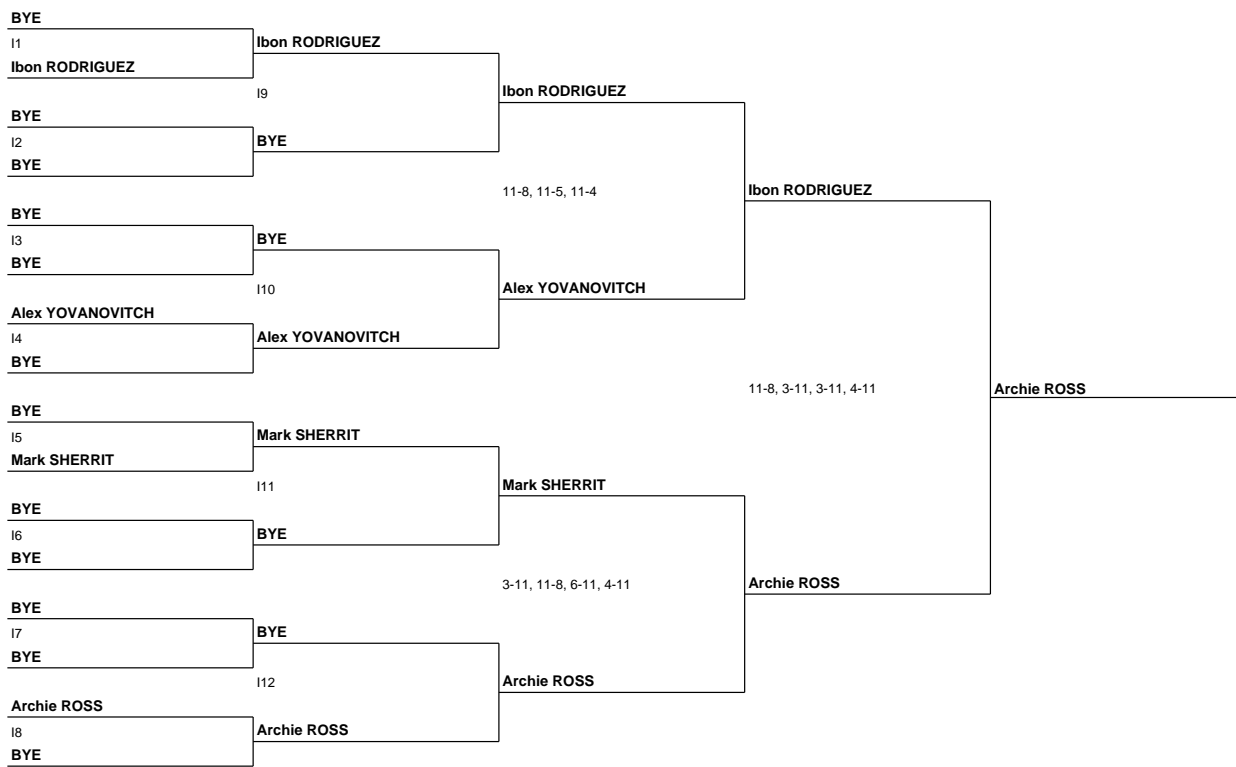 BYE
I1
Ibon RODRIGUEZ
BYE
I2
BYE
BYE
I3
BYE
Alex YOVANOVITCH
I4
BYE
BYE
I5
Mark SHERRIT
BYE
I6
BYE
BYE
I7
BYE
Archie ROSS
I8
BYE
Ibon RODRIGUEZ
I9
BYE
BYE
I10
Alex YOVANOVITCH
Mark SHERRIT
I11
BYE
BYE
I12
Archie ROSS
Ibon RODRIGUEZ
11-8, 11-5, 11-4
Alex YOVANOVITCH
Mark SHERRIT
3-11, 11-8, 6-11, 4-11
Archie ROSS
Ibon RODRIGUEZ
11-8, 3-11, 3-11, 4-11
Archie ROSS
Archie ROSS